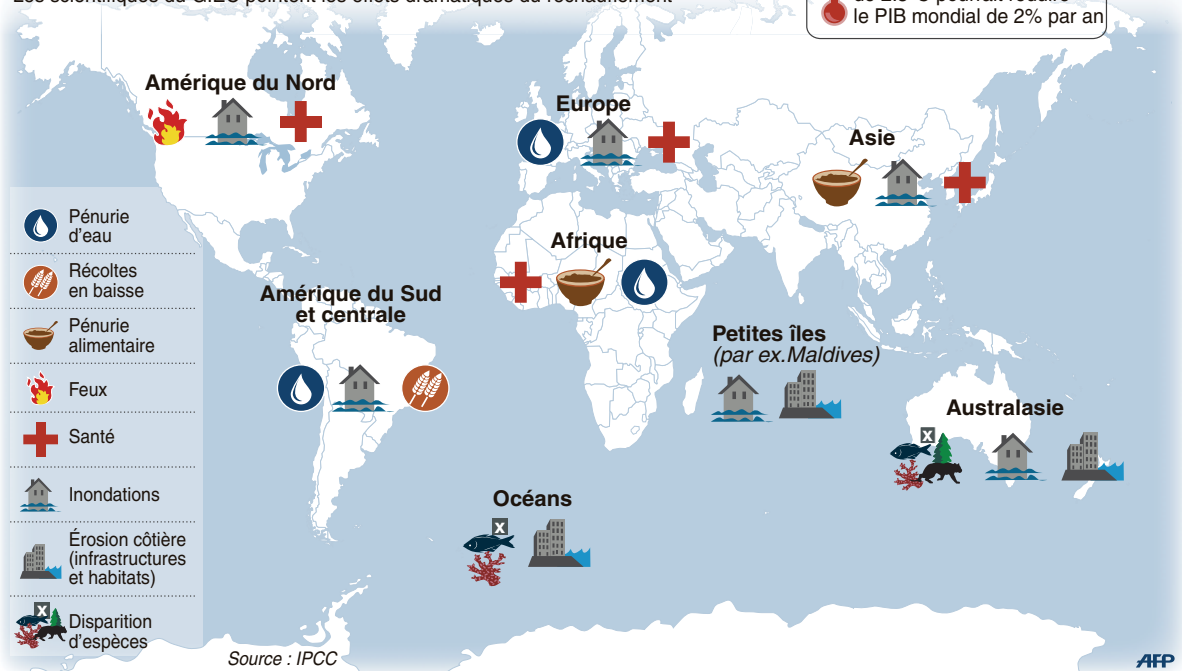 le PIB mondial de 2% par an
Amérique du Nord
Europe
Asie
Afrique
Amérique du Sud
et centrale
Petites îles
(par ex.Maldives)
Australasie
Océans
Pénurie
d'eau
Récoltes
en baisse
Pénurie
alimentaire
Feux
Santé
Inondations
Érosion côtière
(infrastructures
et habitats)
Disparition
d'espèces
x
x
x
Source : IPCC
AFP